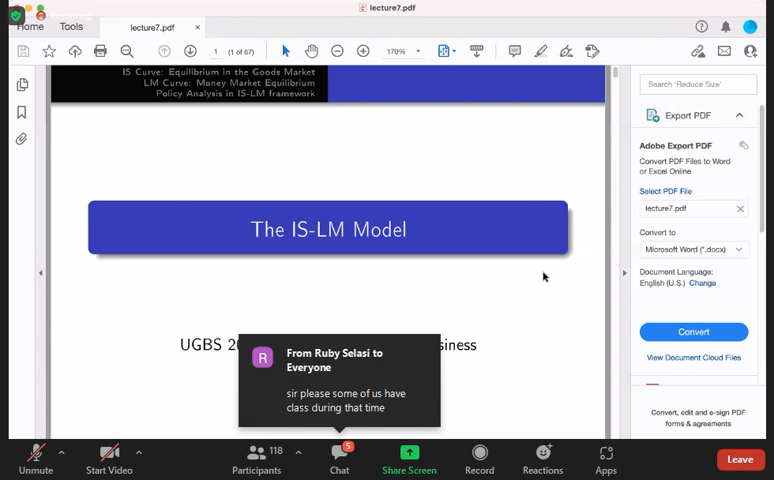 lecture7.pdf
Home
Tools
lecture7.pdf
×
1
(1 of 67)
170%
IS Curve: Equilibrium in the Goods Market
LM Curve: Money Market Equilibrium
Policy Analysis in IS-LM framework
The IS-LM Model
UGBS 20
siness
From Ruby Selasi to
Everyone
R
sir please some of us have
class during that time
Search 'Reduce Size'
Export PDF
Adobe Export PDF
Convert PDF Files to Word
or Excel Online
Select PDF File
lecture7.pdf
Convert to
Microsoft Word (*.docx)
Document Language:
English (U.S.) Change
Convert
View Document Cloud Files
Convert, edit and e-sign PDF
forms & agreements
Unmute
Start Video
118
Participants
5
Chat
Share Screen
Record
Reactions
Apps
Leave